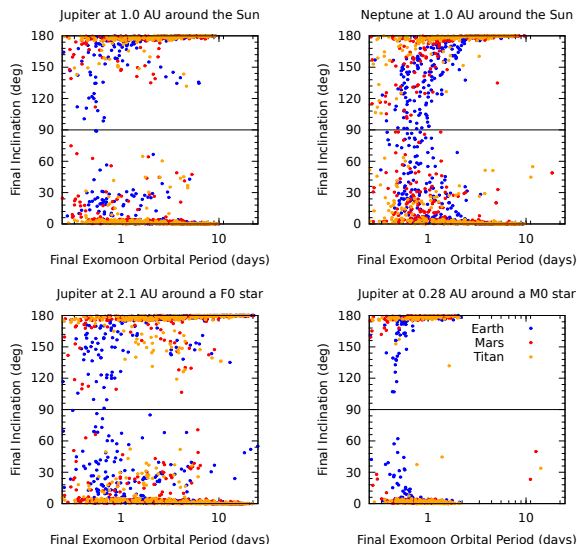 Jupiter at 1.0 AU around the Sun
Final Inclination (deg)
180
150
120
90
60
30
0
1
10
Final Exomoon Orbital Period (days)
Neptune at 1.0 AU around the Sun
Final Inclination (deg)
180
150
120
90
60
30
0
1
10
Final Exomoon Orbital Period (days)
Jupiter at 2.1 AU around a F0 star
Final Inclination (deg)
180
150
120
90
60
30
0
1
10
Final Exomoon Orbital Period (days)
Jupiter at 0.28 AU around a M0 star
Final Inclination (deg)
180
150
120
90
60
30
0
Earth
Mars
Titan
1
10
Final Exomoon Orbital Period (days)